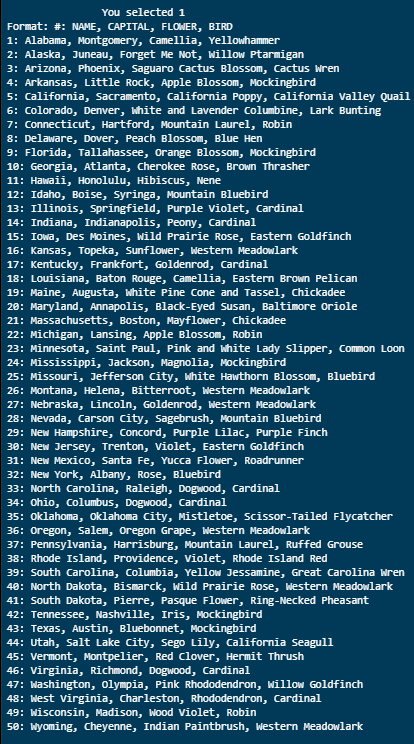 You selected 1
Format: #: NAME, CAPITAL, FLOWER, BIRD
1: Alabama, Montgomery, Camellia, Yellowhammer
2: Alaska, Juneau, Forget Me Not, Willow Ptarmigan
3: Arizona, Phoenix, Saguaro Cactus Blossom, Cactus Wren
4: Arkansas, Little Rock, Apple Blossom, Mockingbird
5: California, Sacramento, California Poppy, California Valley Quail
6: Colorado, Denver, White and Lavender Columbine, Lark Bunting
7: Connecticut, Hartford, Mountain Laurel, Robin
8: Delaware, Dover, Peach Blossom, Blue Hen
9: Florida, Tallahassee, Orange Blossom, Mockingbird
10: Georgia, Atlanta, Cherokee Rose, Brown Thrasher
11: Hawaii, Honolulu, Hibiscus, Nene
12: Idaho, Boise, Syringa, Mountain Bluebird
13: Illinois, Springfield, Purple Violet, Cardinal
14: Indiana, Indianapolis, Peony, Cardinal
15: Iowa, Des Moines, Wild Prairie Rose, Eastern Goldfinch
16: Kansas, Topeka, Sunflower, Western Meadowlark
17: Kentucky, Frankfort, Goldenrod, Cardinal
18: Louisiana, Baton Rouge, Camellia, Eastern Brown Pelican
19: Maine, Augusta, White Pine Cone and Tassel, Chickadee
20: Maryland, Annapolis, Black-Eyed Susan, Baltimore Oriole
21: Massachusetts, Boston, Mayflower, Chickadee
22: Michigan, Lansing, Apple Blossom, Robin
23: Minnesota, Saint Paul, Pink and White Lady Slipper, Common Loon
24: Mississippi, Jackson, Magnolia, Mockingbird
25: Missouri, Jefferson City, White Hawthorn Blossom, Bluebird
26: Montana, Helena, Bitterroot, Western Meadowlark
27: Nebraska, Lincoln, Goldenrod, Western Meadowlark
28: Nevada, Carson City, Sagebrush, Mountain Bluebird
29: New Hampshire, Concord, Purple Lilac, Purple Finch
30: New Jersey, Trenton, Violet, Eastern Goldfinch
31: New Mexico, Santa Fe, Yucca Flower, Roadrunner
32: New York, Albany, Rose, Bluebird
33: North Carolina, Raleigh, Dogwood, Cardinal
34: Ohio, Columbus, Dogwood, Cardinal
35: Oklahoma, Oklahoma City, Mistletoe, Scissor-Tailed Flycatcher
36: Oregon, Salem, Oregon Grape, Western Meadowlark
37: Pennsylvania, Harrisburg, Mountain Laurel, Ruffed Grouse
38: Rhode Island, Providence, Violet, Rhode Island Red
39: South Carolina, Columbia, Yellow Jessamine, Great Carolina Wren
40: North Dakota, Bismarck, Wild Prairie Rose, Western Meadowlark
41: South Dakota, Pierre, Pasque Flower, Ring-Necked Pheasant
42: Tennessee, Nashville, Iris, Mockingbird
43: Texas, Austin, Bluebonnet, Mockingbird
44: Utah, Salt Lake City, Sego Lily, California Seagull
45: Vermont, Montpelier, Red Clover, Hermit Thrush
46: Virginia, Richmond, Dogwood, Cardinal
47: Washington, Olympia, Pink Rhododendron, Willow Goldfinch
48: West Virginia, Charleston, Rhododendron, Cardinal
49: Wisconsin, Madison, Wood Violet, Robin
50: Wyoming, Cheyenne, Indian Paintbrush, Western Meadowlark